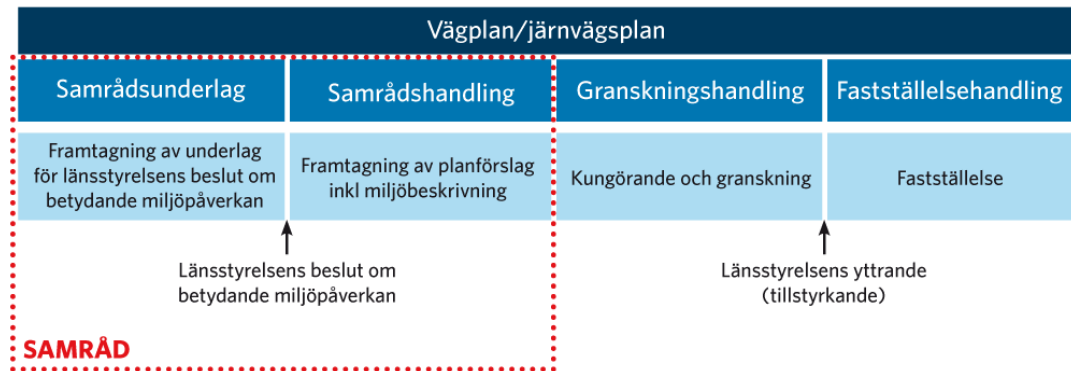 Vägplan/järnvägsplan
Samrådsunderlag
Samrådshandling
Granskningshandling
Fastställelsehandling
Framtagning av underlag
för länsstyrelsens beslut om
betydande miljöpåverkan
Framtagning av planförslag
inkl miljöbeskrivning
Kungörande och granskning
Fastställelse
Länsstyrelsens beslut om
betydande miljöpåverkan
Länsstyrelsens yttrande
(tillstyrkande)
SAMRÅD